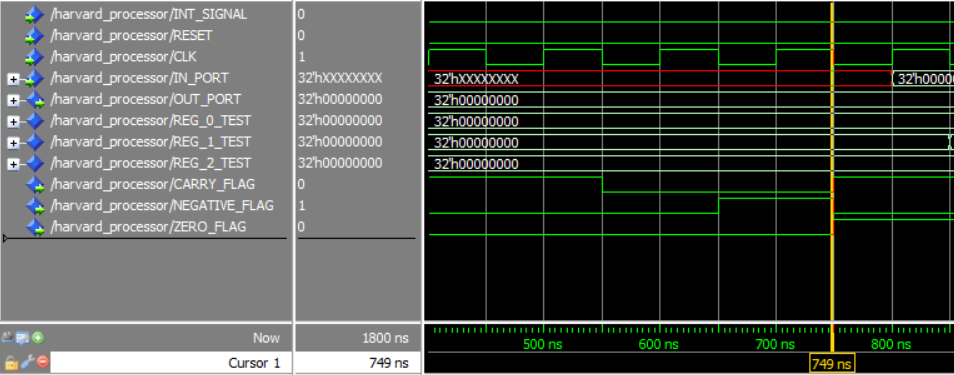 /harvard_processor/INT_SIGNAL 0
/harvard_processor/RESET 0
/harvard_processor/CLK 1
/harvard_processor/IN_PORT 32'hXXXXXXXX 32'hXXXXXXXX 32'h0000
/harvard_processor/OUT_PORT 32'h00000000 32'h00000000
/harvard_processor/REG_0_TEST 32'h00000000 32'h00000000
/harvard_processor/REG_1_TEST 32'h00000000 32'h00000000
/harvard_processor/REG_2_TEST 32'h00000000 32'h00000000
/harvard_processor/CARRY_FLAG 0
/harvard_processor/NEGATIVE_FLAG 1
/harvard_processor/ZERO_FLAG 0
Now 1800 ns 500 ns 600 ns 700 ns 800 ns
Cursor 1 749 ns 749 ns